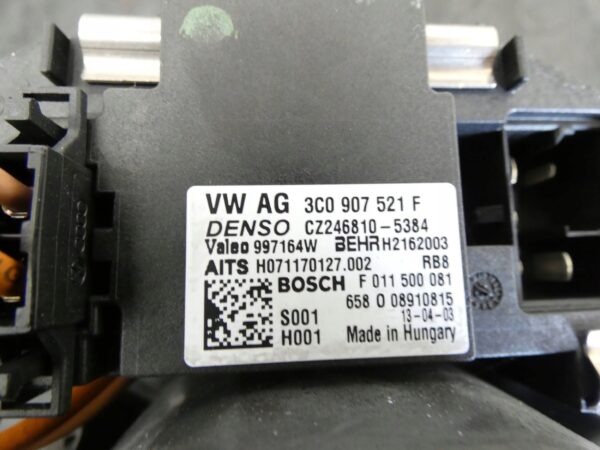 VW AG 3C0 907 521 F
DENSO CZ246810-5384
Valeo 997164W BEHR H2162003
AITS H071170127.002 RB8
BOSCH F 011 500 081
658 0 08910815
S001 13-04-03
H001 Made in Hungary